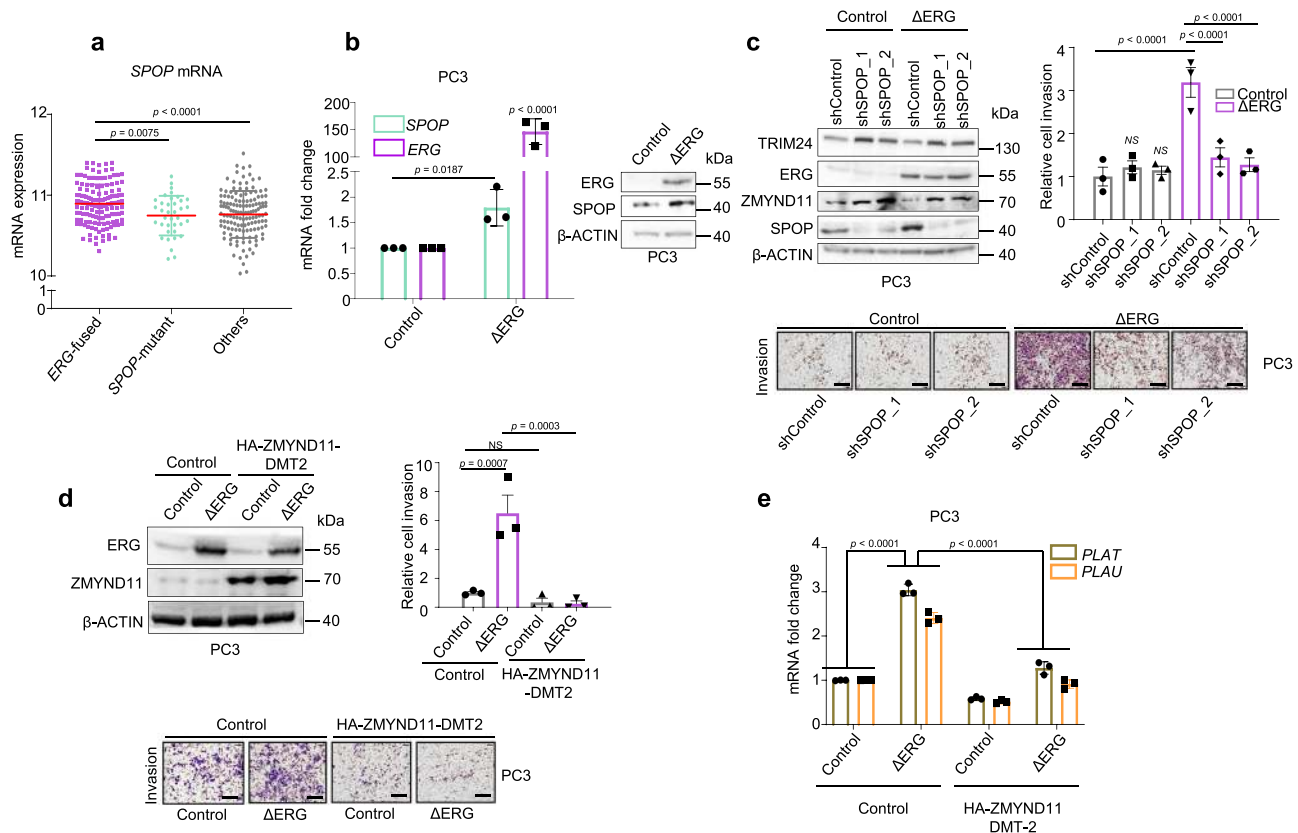 a
SPOP mRNA
mRNA expression
12
11
10
1
0
p < 0.0001
p = 0.0075
ERG-fused
SPOP-mutant
Others
b
PC3
mRNA fold change
200
150
100
2.5
2
1.5
1
0.5
0
SPOP
ERG
p < 0.0001
p = 0.0187
Control
ΔERG
Control
ΔERG
kDa
ERG
55
SPOP
40
β-ACTIN
40
PC3
c
Control
ΔERG
shControl
shSPOP_1
shSPOP_2
shControl
shSPOP_1
shSPOP_2
kDa
TRIM24
130
ERG
55
ZMYND11
70
SPOP
40
β-ACTIN
40
PC3
Relative cell invasion
4
3
2
1
0
p < 0.0001
p < 0.0001
p < 0.0001
NS
NS
Control
ΔERG
shControl
shSPOP_1
shSPOP_2
shControl
shSPOP_1
shSPOP_2
Control
ΔERG
Invasion
PC3
shControl
shSPOP_1
shSPOP_2
shControl
shSPOP_1
shSPOP_2
d
Control
HA-ZMYND11-
DMT2
Control
ΔERG
Control
ΔERG
kDa
ERG
55
ZMYND11
70
β-ACTIN
40
PC3
Relative cell invasion
10
8
6
4
2
0
p = 0.0003
NS
p = 0.0007
Control
ΔERG
Control
ΔERG
Control
HA-ZMYND11
-DMT2
Control
HA-ZMYND11-DMT2
Invasion
PC3
Control
ΔERG
Control
ΔERG
e
PC3
mRNA fold change
4
3
2
1
0
p < 0.0001
p < 0.0001
PLAT
PLAU
Control
ΔERG
Control
ΔERG
Control
HA-ZMYND11
DMT-2